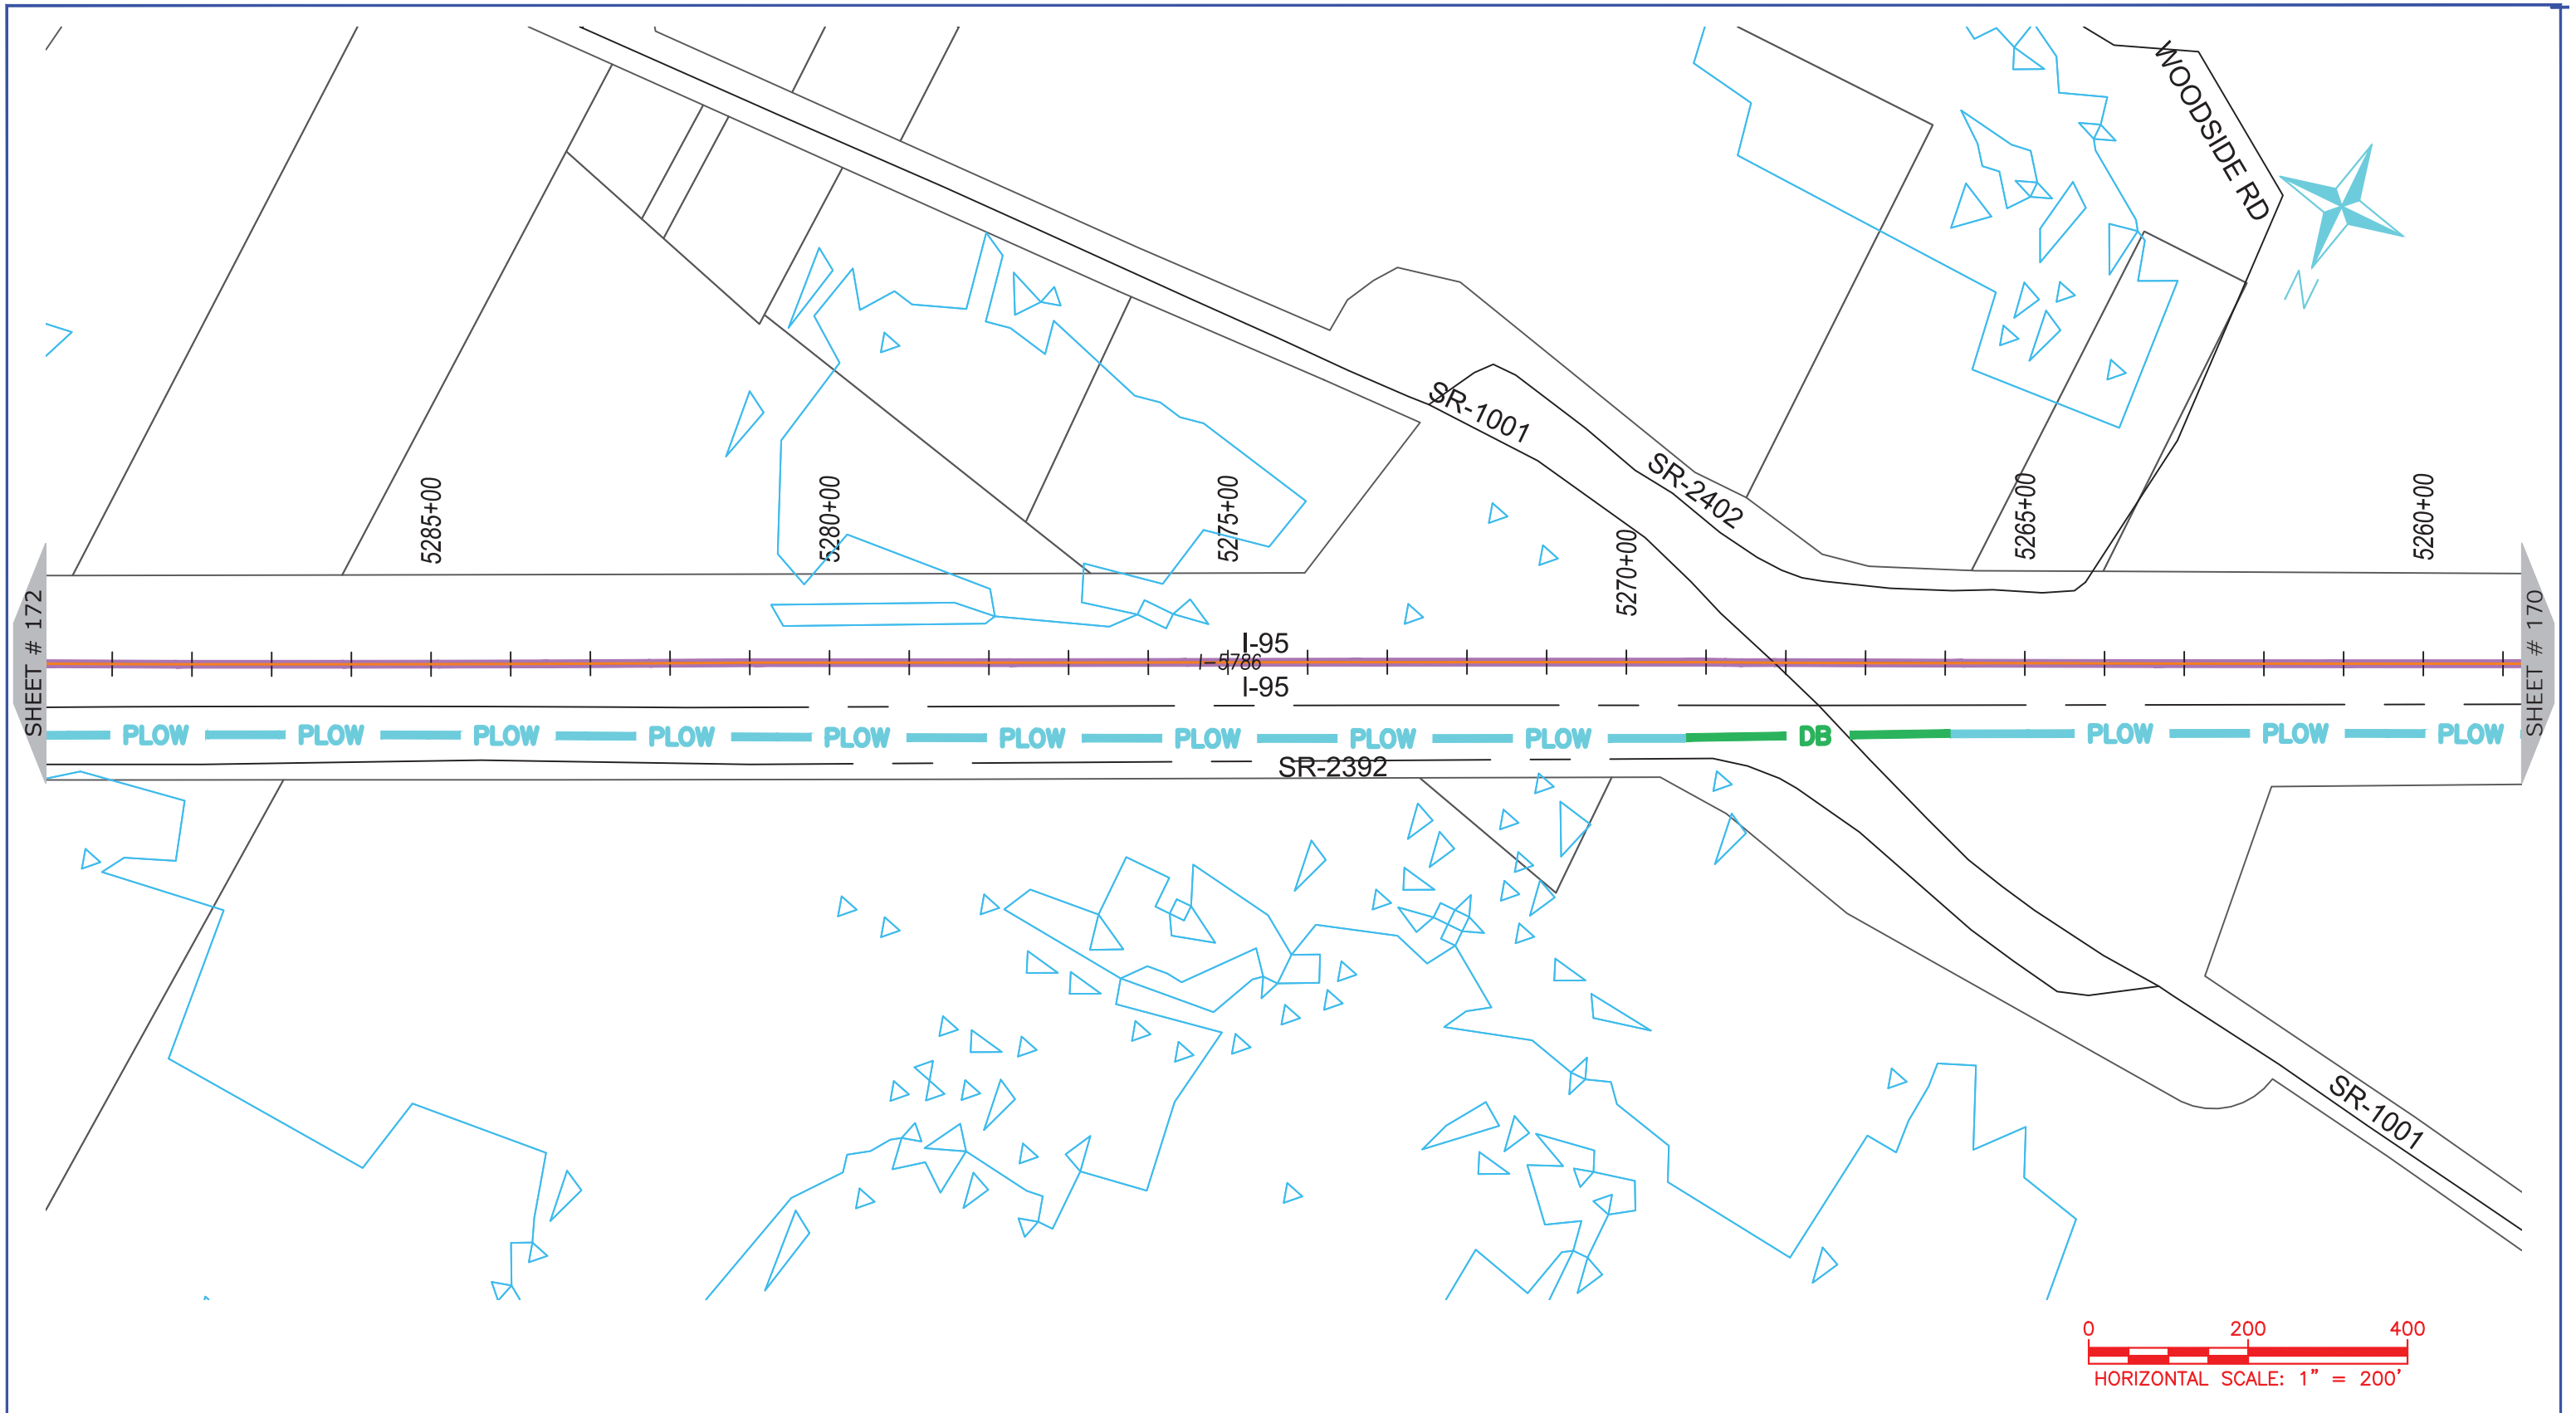 WOODSIDE RD
N
SR-1001
SR-2402
5285+00
5280+00
5275+00
5270+00
5265+00
5260+00
SHEET # 172
SHEET # 170
I-95
I-5786
I-95
PLOW PLOW PLOW PLOW PLOW PLOW PLOW PLOW PLOW DB PLOW PLOW PLOW
SR-2392
SR-1001
0 200 400
HORIZONTAL SCALE: 1" = 200'